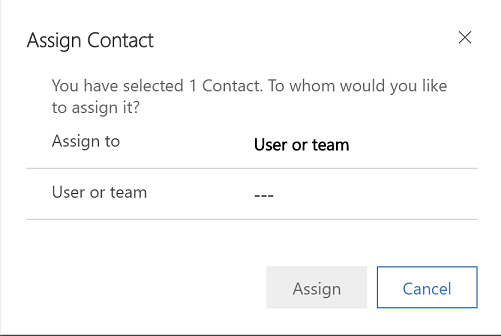 Assign Contact
You have selected 1 Contact. To whom would you like
to assign it?
Assign to User or team
User or team ---
Assign Cancel